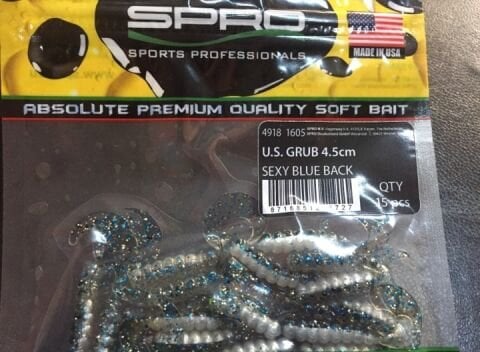 SPRO
SPORTS PROFESSIONALS
MADE IN USA
ABSOLUTE PREMIUM QUALITY SOFT BAIT
4918 1605
U.S. GRUB 4.5cm
SEXY BLUE BACK
QTY
15 pcs